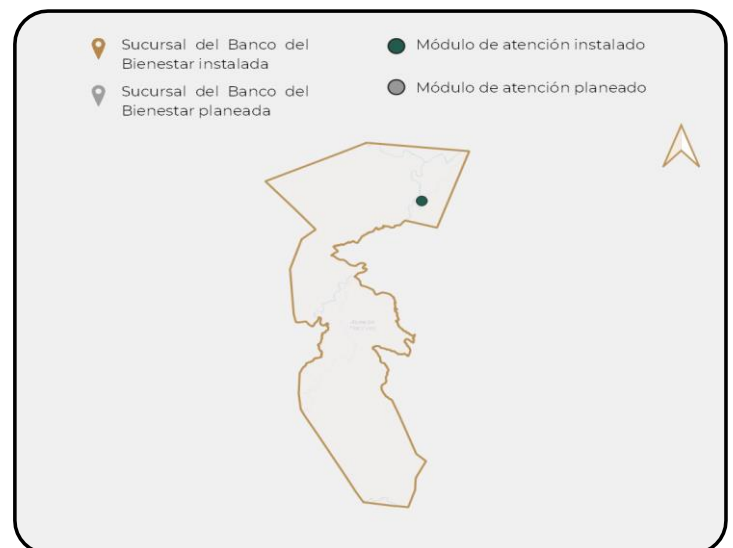 Sucursal del Banco del
Bienestar instalada
Sucursal del Banco del
Bienestar planeada
Módulo de atención instalado
Módulo de atención planeado